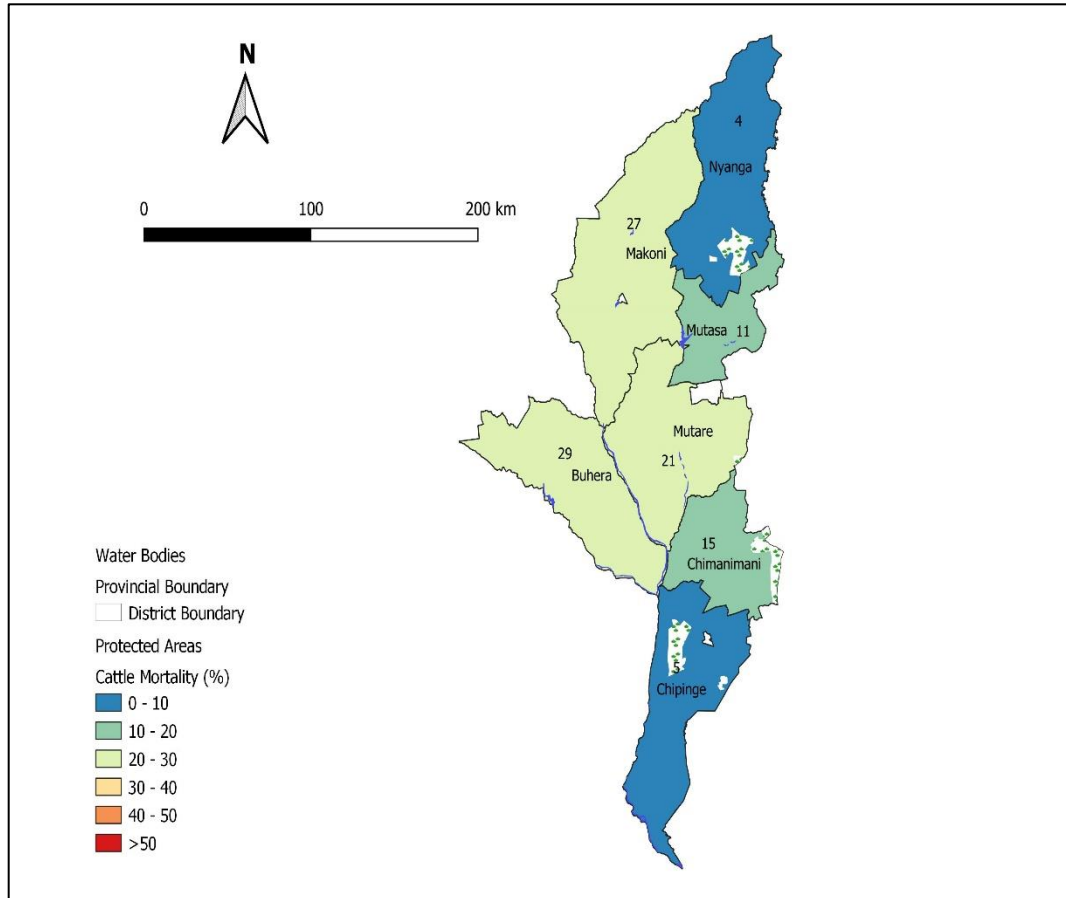 N
0 100 200 km
4
Nyanga
27
Makoni
Mutasa 11
Mutare
29
21
Buhera
15
Chimanimani
5
Chipinge
Water Bodies
Provincial Boundary
District Boundary
Protected Areas
Cattle Mortality (%)
0 - 10
10 - 20
20 - 30
30 - 40
40 - 50
>50